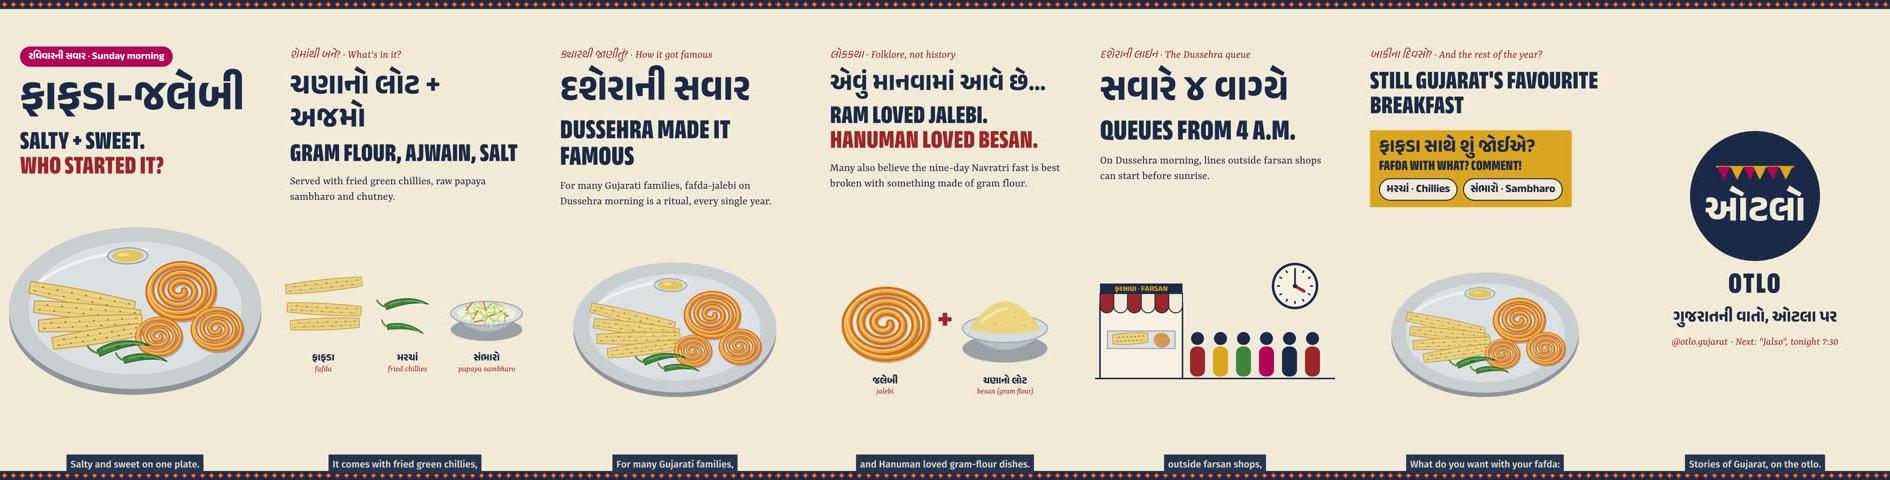 રવિવારની સવાર · Sunday morning
ફાફડા-જલેબી
SALTY + SWEET.
WHO STARTED IT?
Salty and sweet on one plate.
શેમાંથી બને? · What's in it?
ચણાનો લોટ +
અજમો
GRAM FLOUR, AJWAIN, SALT
Served with fried green chillies, raw papaya
sambharo and chutney.
ફાફડા
fafda
મરચાં
fried chillies
સંભારો
papaya sambharo
It comes with fried green chillies,
ક્યારથી જાણીતું? · How it got famous
દશેરાની સવાર
DUSSEHRA MADE IT
FAMOUS
For many Gujarati families, fafda-jalebi on
Dussehra morning is a ritual, every single year.
For many Gujarati families,
લોકકથા · Folklore, not history
એવું માનવામાં આવે છે...
RAM LOVED JALEBI.
HANUMAN LOVED BESAN.
Many also believe the nine-day Navratri fast is best
broken with something made of gram flour.
+
જલેબી
jalebi
ચણાનો લોટ
besan (gram flour)
and Hanuman loved gram-flour dishes.
દશેરાની લાઇન · The Dussehra queue
સવારે ૪ વાગ્યે
QUEUES FROM 4 A.M.
On Dussehra morning, lines outside farsan shops
can start before sunrise.
ફરસાણ · FARSAN
outside farsan shops,
બાકીના દિવસો? · And the rest of the year?
STILL GUJARAT'S FAVOURITE
BREAKFAST
ફાફડા સાથે શું જોઈએ?
FAFDA WITH WHAT? COMMENT!
મરચાં · Chillies
સંભારો · Sambharo
What do you want with your fafda:
ઓટલો
OTLO
ગુજરાતની વાતો, ઓટલા પર
@otlo.gujarat · Next: "Jalso", tonight 7:30
Stories of Gujarat, on the otlo.